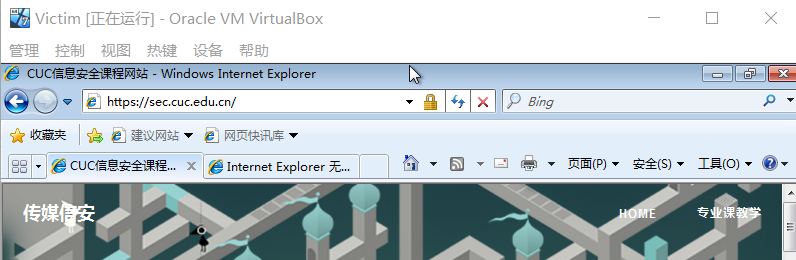 Victim [正在运行] - Oracle VM VirtualBox
管理 控制 视图 热键 设备 帮助
CUC信息安全课程网站 - Windows Internet Explorer
https://sec.cuc.edu.cn/ Bing
收藏夹 建议网站 网页快讯库
CUC信息安全课程... Internet Explorer 无... 页面(P) 安全(S) 工具(O)
传媒信安 HOME 专业课教学